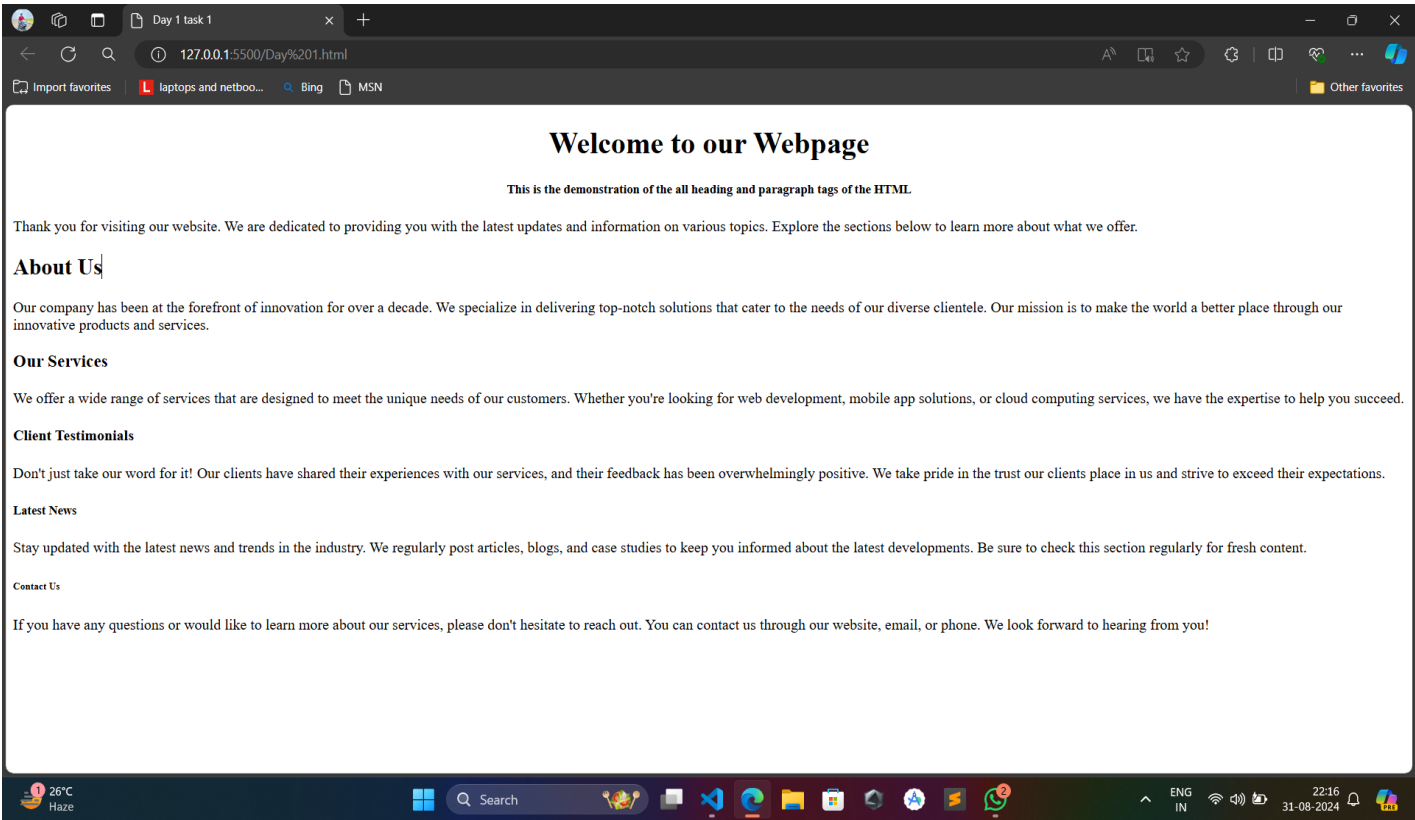 Day 1 task 1
127.0.0.1:5500/Day%201.html
Import favorites
L laptops and netboo...
Bing
MSN
Other favorites
Welcome to our Webpage
This is the demonstration of the all heading and paragraph tags of the HTML
Thank you for visiting our website. We are dedicated to providing you with the latest updates and information on various topics. Explore the sections below to learn more about what we offer.
About Us
Our company has been at the forefront of innovation for over a decade. We specialize in delivering top-notch solutions that cater to the needs of our diverse clientele. Our mission is to make the world a better place through our
innovative products and services.
Our Services
We offer a wide range of services that are designed to meet the unique needs of our customers. Whether you're looking for web development, mobile app solutions, or cloud computing services, we have the expertise to help you succeed.
Client Testimonials
Don't just take our word for it! Our clients have shared their experiences with our services, and their feedback has been overwhelmingly positive. We take pride in the trust our clients place in us and strive to exceed their expectations.
Latest News
Stay updated with the latest news and trends in the industry. We regularly post articles, blogs, and case studies to keep you informed about the latest developments. Be sure to check this section regularly for fresh content.
Contact Us
If you have any questions or would like to learn more about our services, please don't hesitate to reach out. You can contact us through our website, email, or phone. We look forward to hearing from you!
1
26°C
Haze
Search
2
ENG
IN
22:16
31-08-2024
PRE